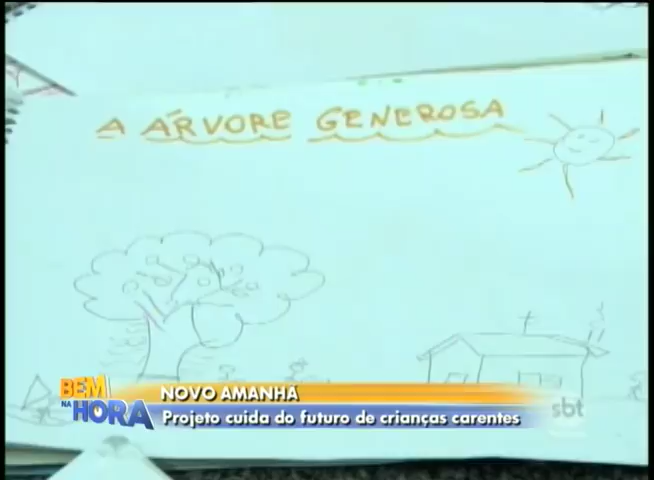 A ÁRVORE GENEROSA
BEM
NA HORA
NOVO AMANHÃ
Projeto cuida do futuro de crianças carentes
sbt